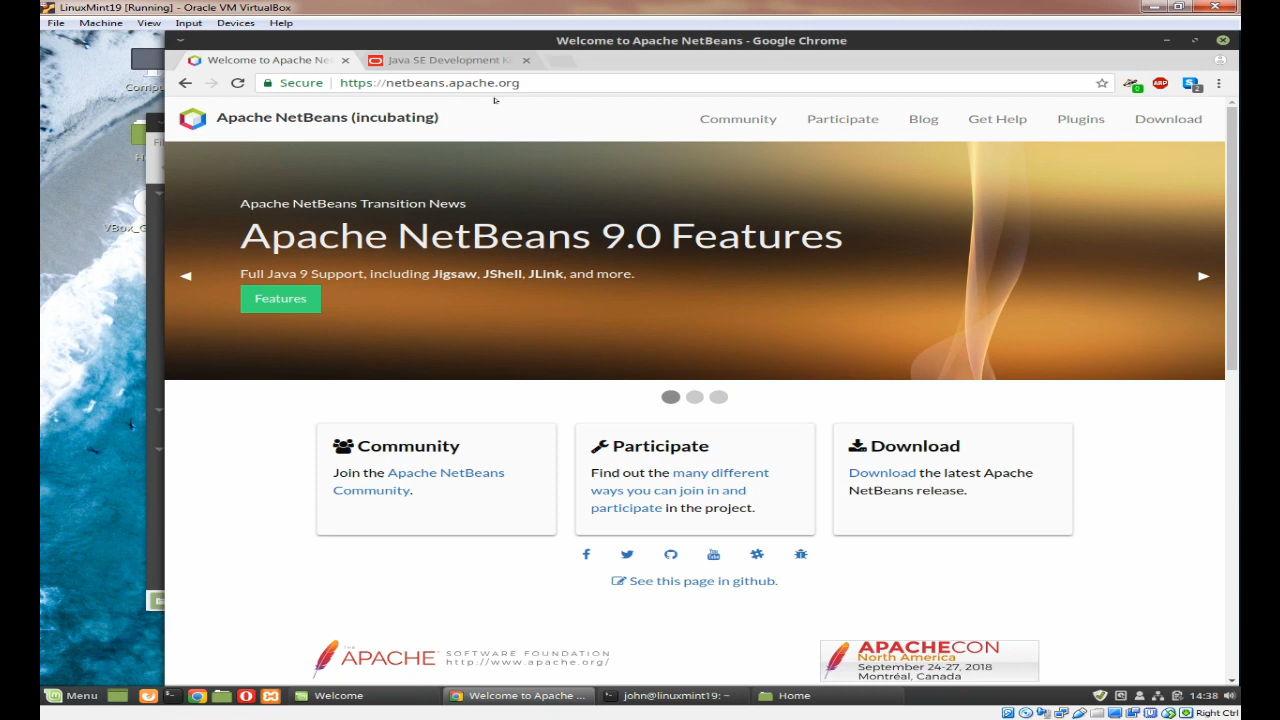 LinuxMint19 [Running] - Oracle VM VirtualBox
File Machine View Input Devices Help
Welcome to Apache NetBeans - Google Chrome
Welcome to Apache Net
Java SE Development K
Secure https://netbeans.apache.org
0
ABP
2
Apache NetBeans (incubating)
Community Participate Blog Get Help Plugins Download
Apache NetBeans Transition News
Apache NetBeans 9.0 Features
Full Java 9 Support, including Jigsaw, JShell, JLink, and more.
Features
Community
Join the Apache NetBeans
Community.
Participate
Find out the many different
ways you can join in and
participate in the project.
Download
Download the latest Apache
NetBeans release.
See this page in github.
THE APACHE SOFTWARE FOUNDATION
http://www.apache.org/
APACHECON
North America
September 24-27, 2018
Montréal, Canada
Menu
Welcome
Welcome to Apache ...
john@linuxmint19: ~
Home
14:38
Right Ctrl